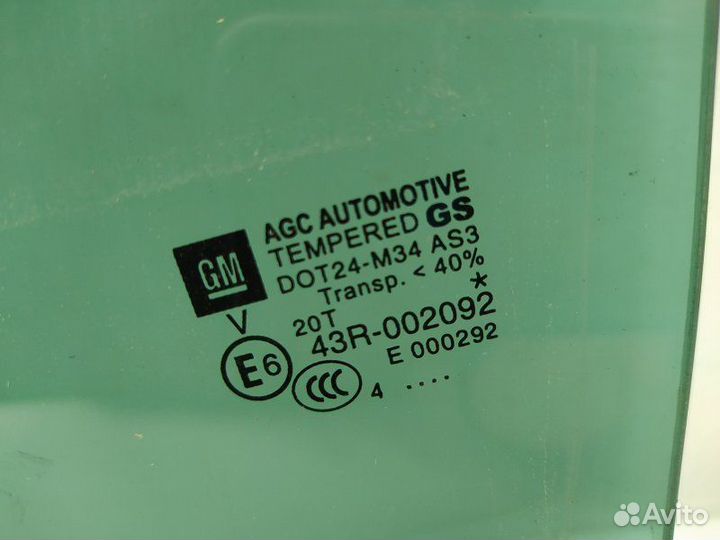 AGC AUTOMOTIVE
TEMPERED GS
GM
DOT24-M34 AS3
Transp. < 40%
V
20T
*
43R-002092
E6
E 000292
CCC
4 ....
Avito